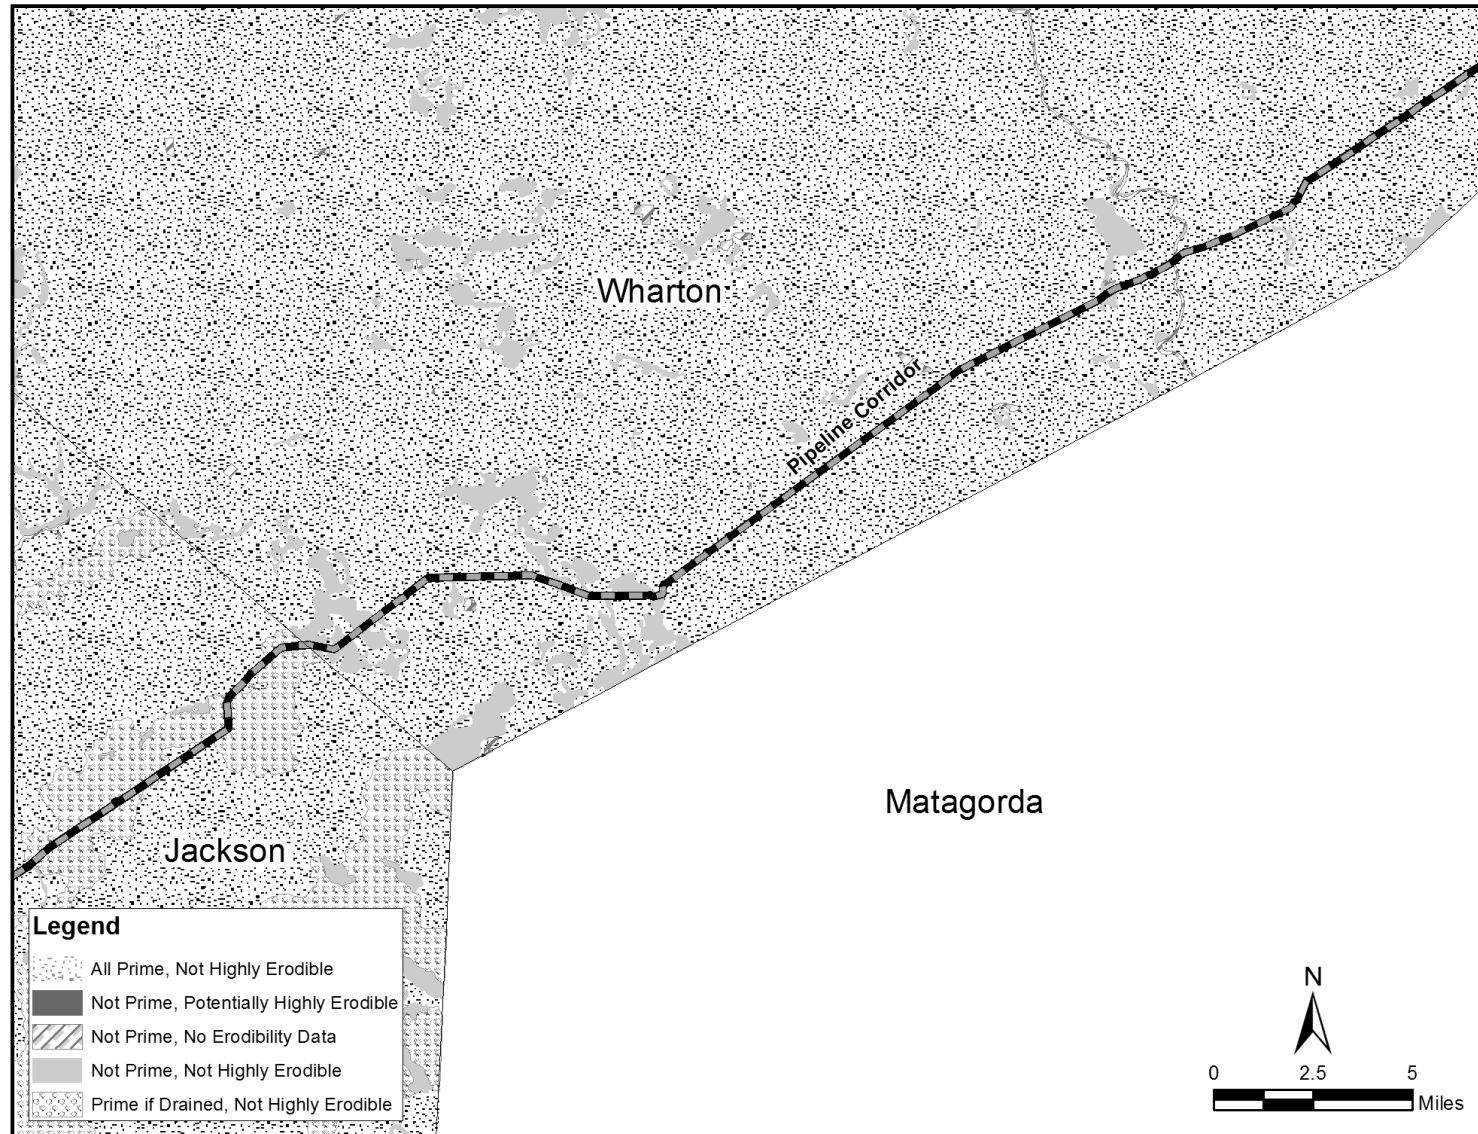 Wharton
Pipeline Corridor
Matagorda
Jackson
Legend
All Prime, Not Highly Erodible
Not Prime, Potentially Highly Erodible
Not Prime, No Erodibility Data
Not Prime, Not Highly Erodible
Prime if Drained, Not Highly Erodible
N
0 2.5 5
Miles